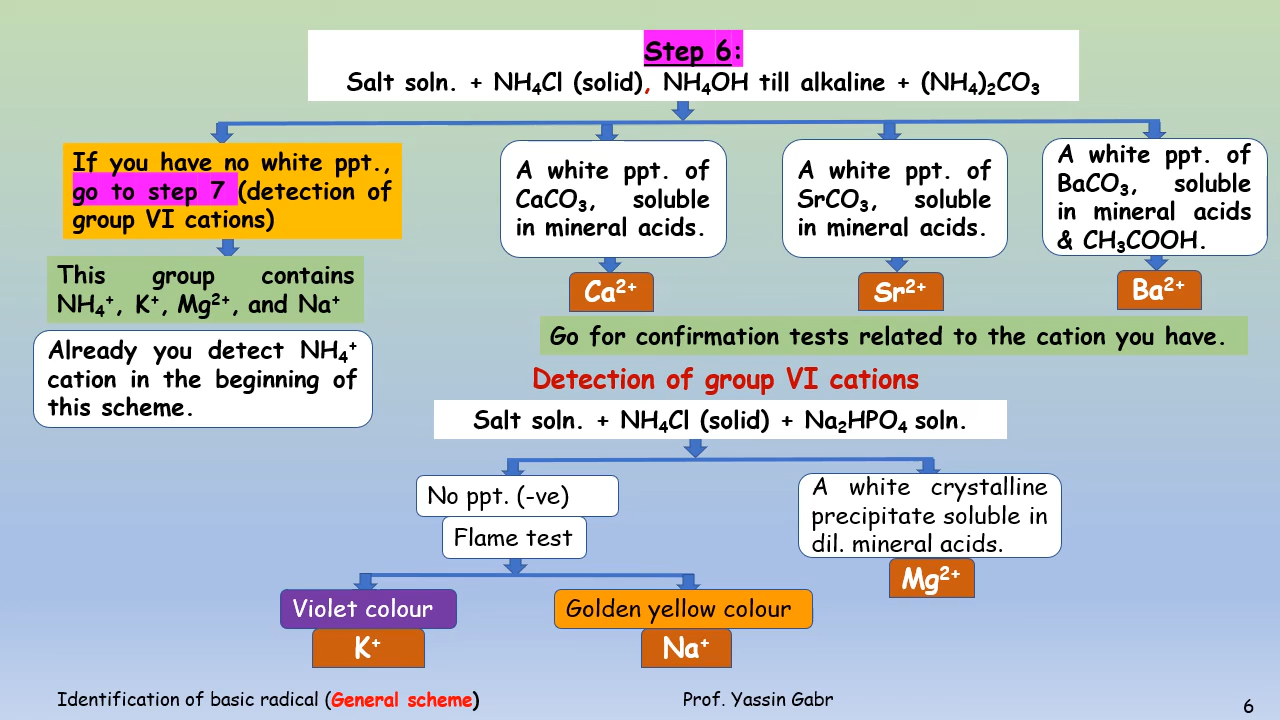 Step 6:
Salt soln. + NH₄Cl (solid), NH₄OH till alkaline + (NH₄)₂CO₃
If you have no white ppt.,
go to step 7 (detection of
group VI cations)
This group contains
NH₄⁺, K⁺, Mg²⁺, and Na⁺
Already you detect NH₄⁺
cation in the beginning of
this scheme.
A white ppt. of
CaCO₃, soluble
in mineral acids.
Ca²⁺
A white ppt. of
SrCO₃, soluble
in mineral acids.
Sr²⁺
A white ppt. of
BaCO₃, soluble
in mineral acids
& CH₃COOH.
Ba²⁺
Go for confirmation tests related to the cation you have.
Detection of group VI cations
Salt soln. + NH₄Cl (solid) + Na₂HPO₄ soln.
No ppt. (-ve)
Flame test
Violet colour
K⁺
Golden yellow colour
Na⁺
A white crystalline
precipitate soluble in
dil. mineral acids.
Mg²⁺
Identification of basic radical (General scheme)
Prof. Yassin Gabr
6